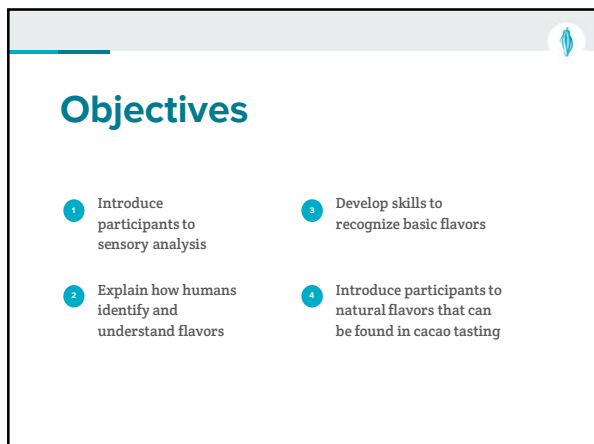 Objectives
1
Introduce
participants to
sensory analysis
2
Explain how humans
identify and
understand flavors
3
Develop skills to
recognize basic flavors
4
Introduce participants to
natural flavors that can
be found in cacao tasting